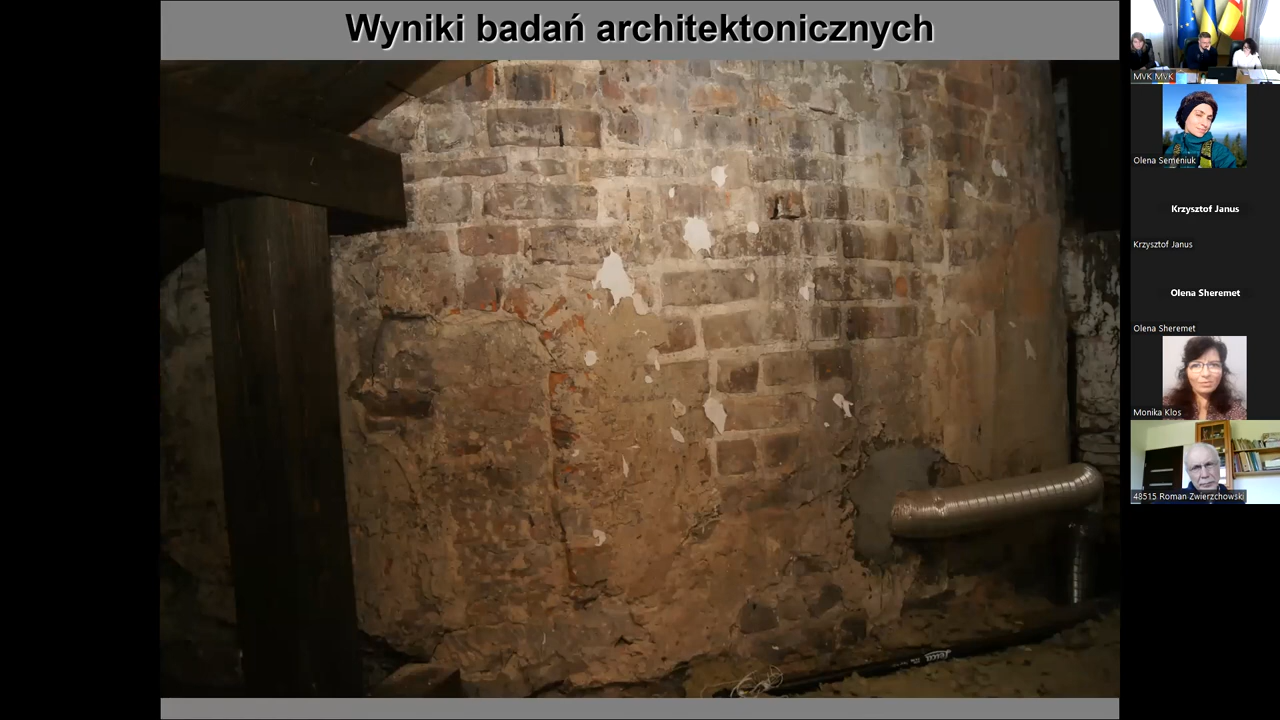 Wyniki badań architektonicznych
MVK MVK
Olena Semeniuk
Krzysztof Janus
Krzysztof Janus
Olena Sheremet
Olena Sheremet
Monika Klos
48515 Roman Zwierzchowski